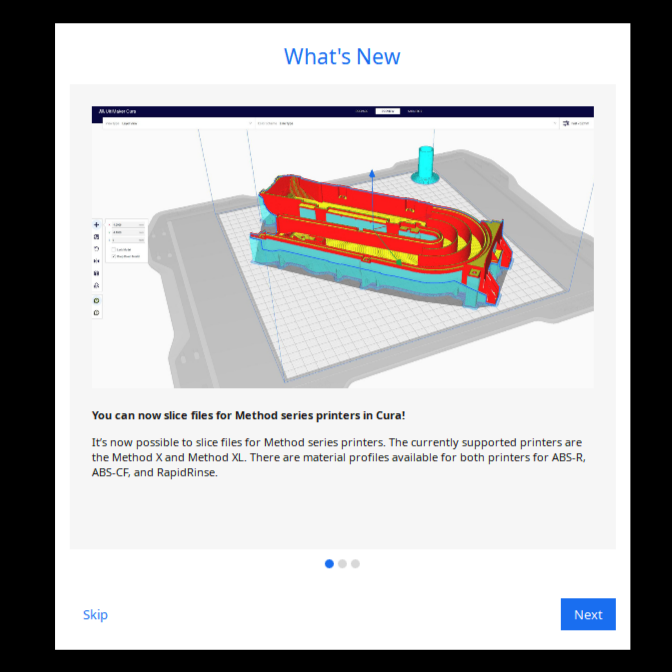 What's New
UltiMaker Cura
You can now slice files for Method series printers in Cura!
It's now possible to slice files for Method series printers. The currently supported printers are
the Method X and Method XL. There are material profiles available for both printers for ABS-R,
ABS-CF, and RapidRinse.
Skip
Next